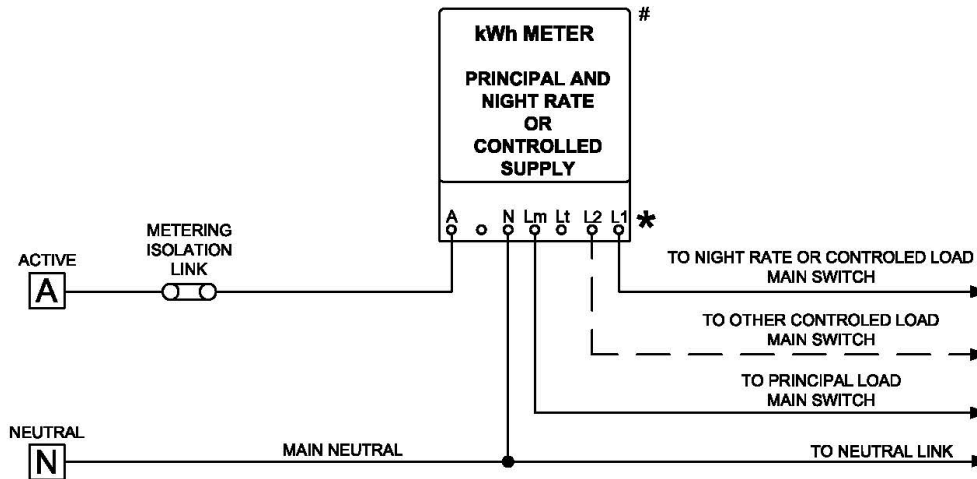 #
kWh METER
PRINCIPAL AND
NIGHT RATE
OR
CONTROLLED
SUPPLY
A N Lm Lt L2 L1 *
METERING
ISOLATION
LINK
ACTIVE
A
TO NIGHT RATE OR CONTROLED LOAD
MAIN SWITCH
TO OTHER CONTROLED LOAD
MAIN SWITCH
TO PRINCIPAL LOAD
MAIN SWITCH
NEUTRAL
N
MAIN NEUTRAL
TO NEUTRAL LINK